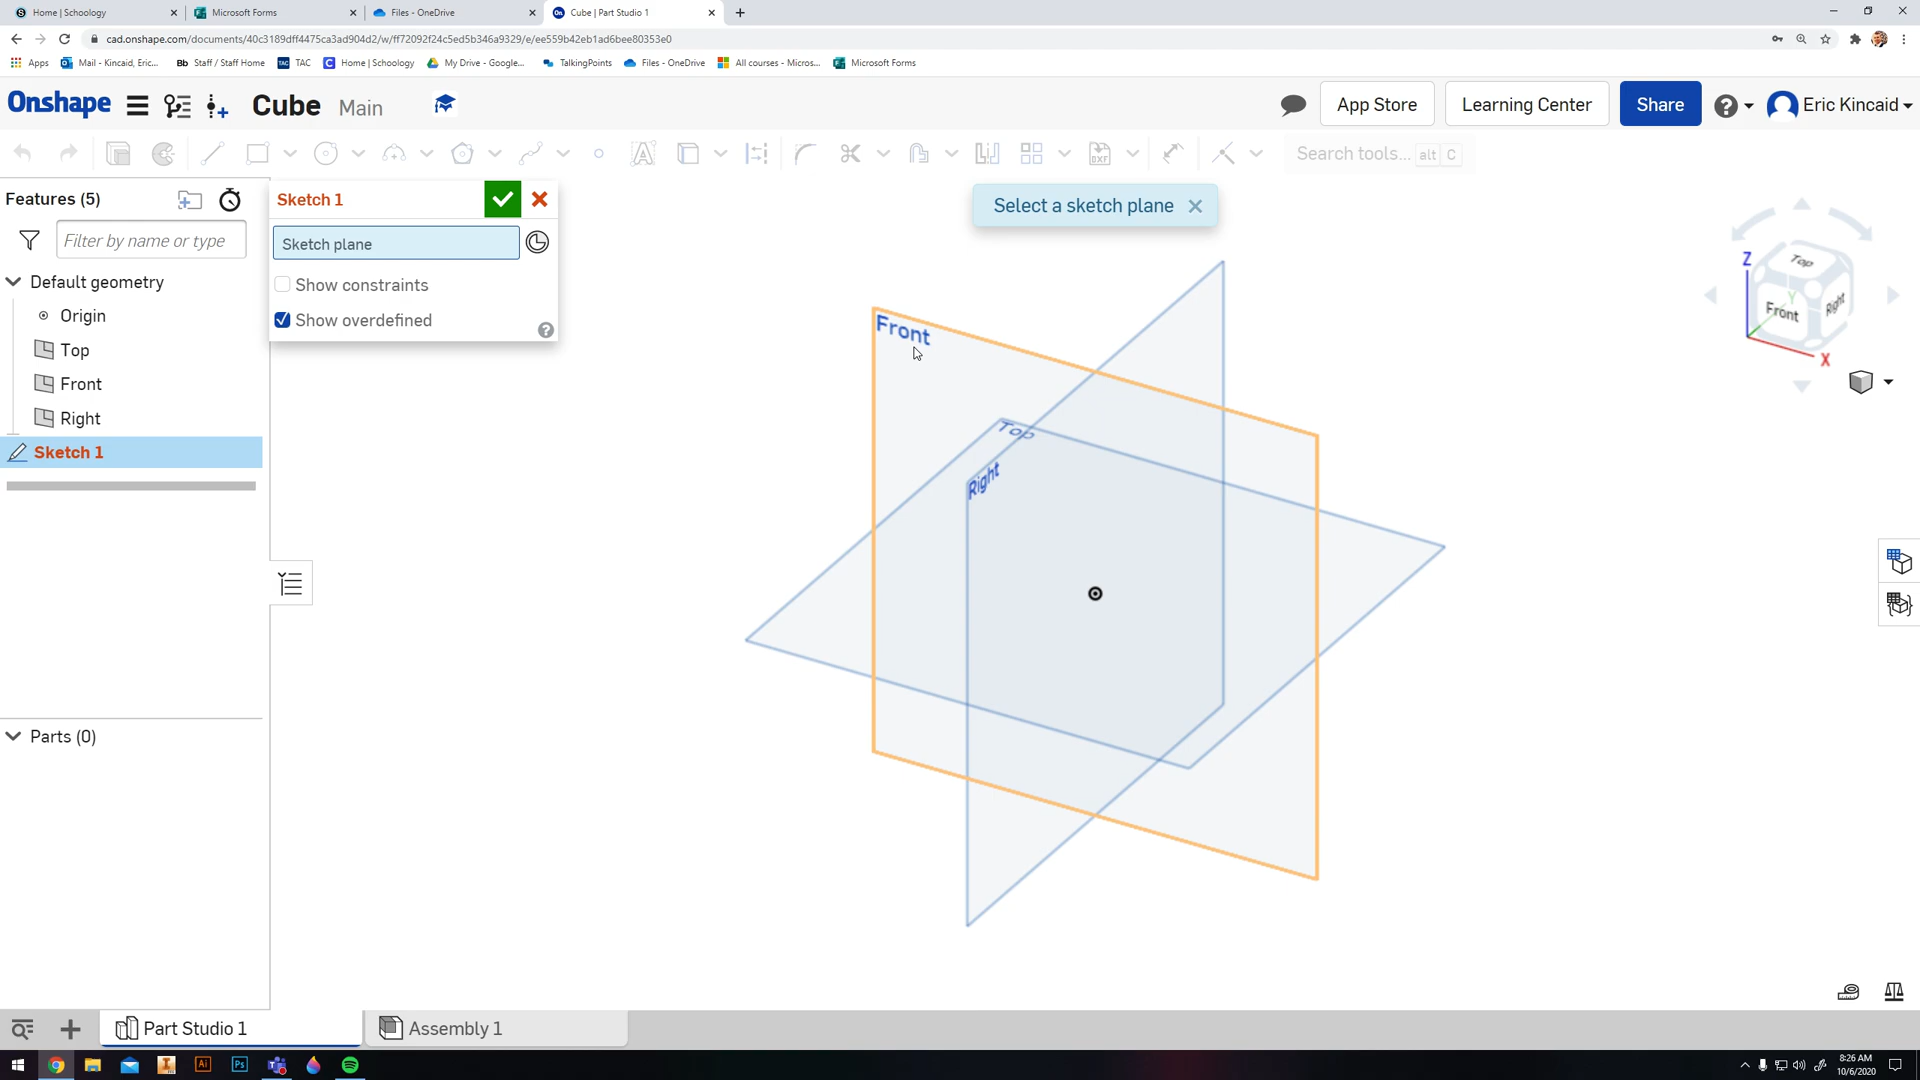 Home | Schoology
Microsoft Forms
Files - OneDrive
Cube | Part Studio 1
cad.onshape.com/documents/40c3189dff4475ca3ad904d2/w/ff72092f24c5ed5b346a9329/e/ee559b42eb1ad6bee80353e0
Apps
Mail - Kincaid, Eric...
Bb Staff / Staff Home
TAC TAC
Home | Schoology
My Drive - Google...
TalkingPoints
Files - OneDrive
All courses - Micros...
Microsoft Forms
Onshape
Cube Main
App Store
Learning Center
Share
Eric Kincaid
DXF
Search tools... alt C
Features (5)
Filter by name or type
Default geometry
Origin
Top
Front
Right
Sketch 1
Parts (0)
Sketch 1
Sketch plane
Show constraints
Show overdefined
Select a sketch plane
Front
Top
Right
Z
Top
Y
Front
Right
X
Part Studio 1
Assembly 1
Ai
Ps
8:26 AM
10/6/2020